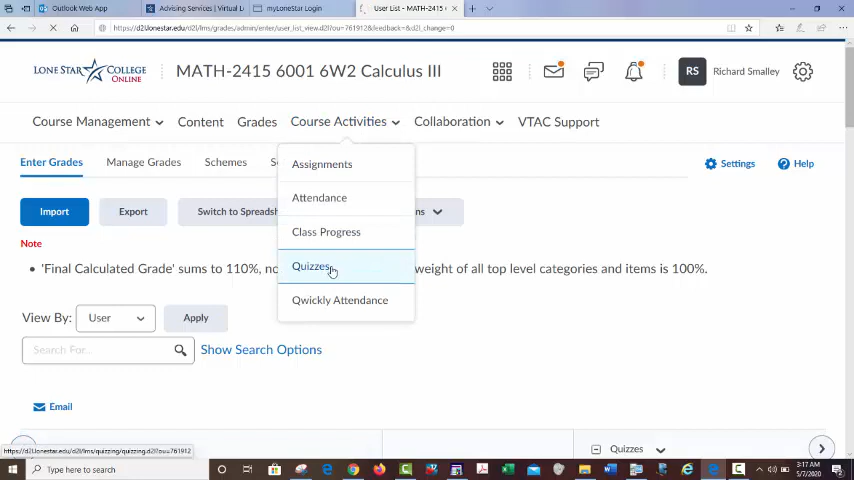 Outlook Web App
Advising Services | Virtual L
myLoneStar Login
User List - MATH-2415
https://d2l.lonestar.edu/d2l/lms/grades/admin/enter/user_list_view.d2l?ou=761912&feedback=&d2l_change=0
LONE STAR COLLEGE ONLINE
MATH-2415 6001 6W2 Calculus III
RS
Richard Smalley
Course Management
Content
Grades
Course Activities
Collaboration
VTAC Support
Enter Grades
Manage Grades
Schemes
Settings
Help
Assignments
Attendance
Class Progress
Quizzes
Qwickly Attendance
Import
Export
Switch to Spreads
ns
Note
'Final Calculated Grade' sums to 110%, no
weight of all top level categories and items is 100%.
View By:
User
Apply
Search For...
Show Search Options
Email
Quizzes
https://d2l.lonestar.edu/d2l/lms/quizzing/quizzing.d2l?ou=761912
Type here to search
3:17 AM
5/7/2020